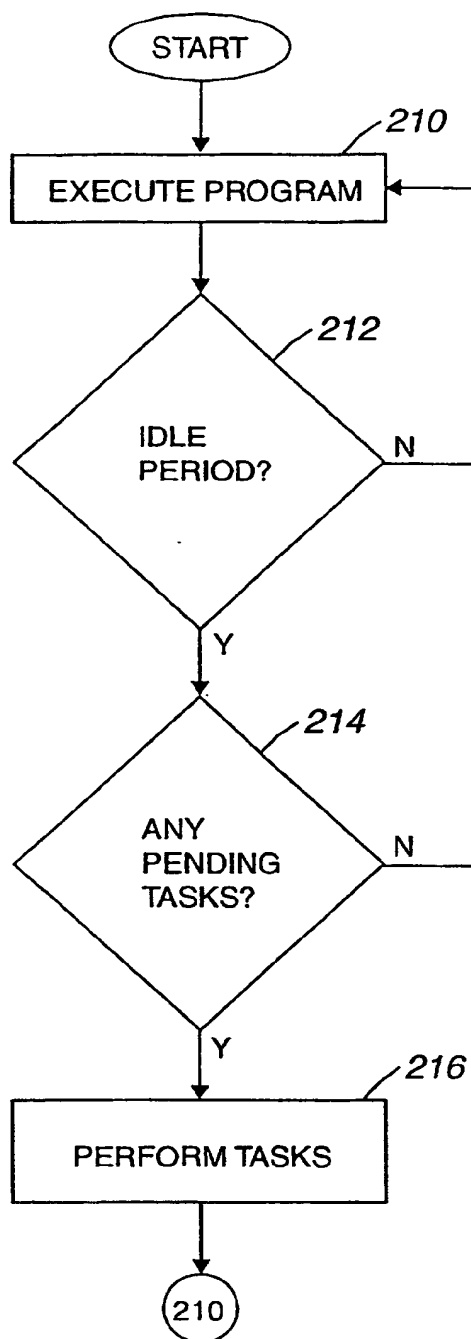 START
210
EXECUTE PROGRAM
212
IDLE
PERIOD?
N
Y
214
ANY
PENDING
TASKS?
N
Y
216
PERFORM TASKS
210